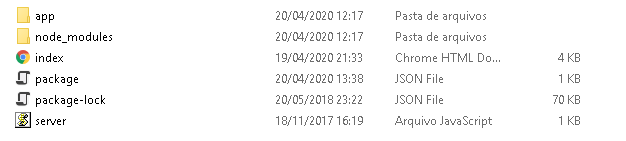 app 20/04/2020 12:17 Pasta de arquivos
node_modules 20/04/2020 12:17 Pasta de arquivos
index 19/04/2020 21:33 Chrome HTML Do... 4 KB
package 20/04/2020 13:38 JSON File 1 KB
package-lock 20/05/2018 23:22 JSON File 70 KB
server 18/11/2017 16:19 Arquivo JavaScript 1 KB